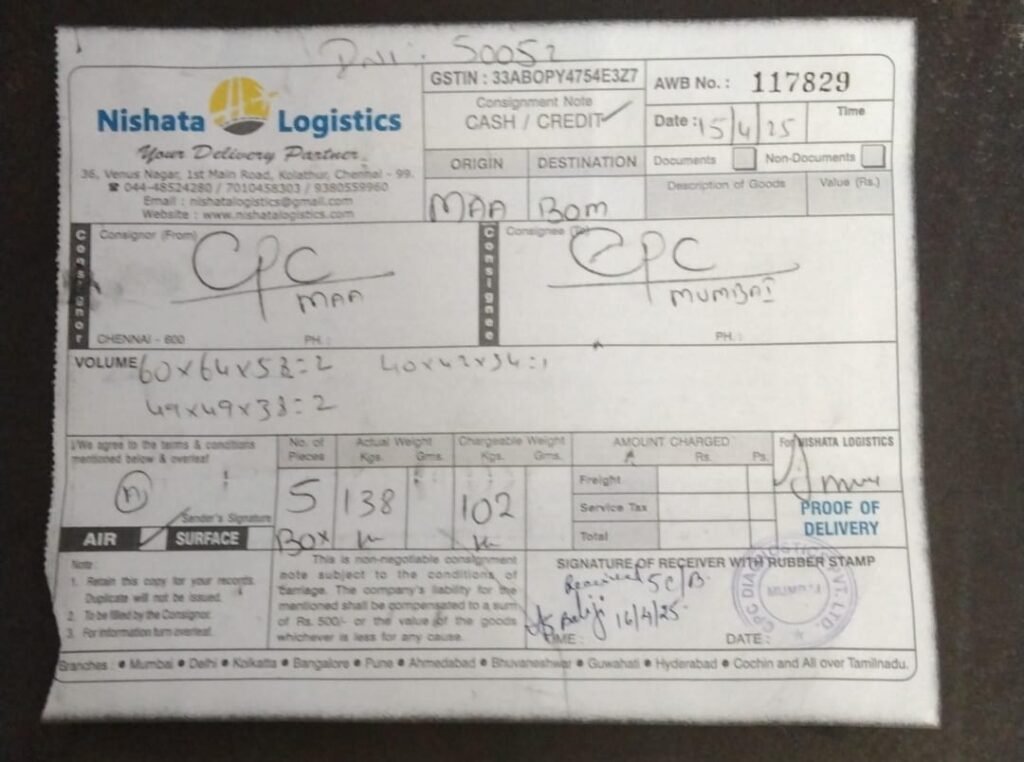 50052
Nishata Logistics
Your Delivery Partner
36, Venus Nagar, 1st Main Road, Kolathur, Chennai - 99.
☎ 044-48524280 / 7010458303 / 9380559960
Email : nishatalogistics@gmail.com
Website : www.nishatalogistics.com
GSTIN : 33ABOPY4754E3Z7
Consignment Note
CASH / CREDIT ✓
AWB No. : 117829
Date : 15/4/25
Time
ORIGIN DESTINATION
MAA BOM
Documents Non-Documents
Description of Goods Value (Rs.)
Consignor
Consignor (From)
CPC
MAA
CHENNAI - 600 PH. :
Consignee
Consignee (To)
CPC
MUMBAI
PH. :
VOLUME 60x64x58=2 40x42x34=1
49x49x38=2
I/We agree to the terms & conditions
mentioned below & overleaf
Sender's Signature
AIR SURFACE
No. of Pieces
5
BOX
Actual Weight
Kgs. Gms.
138
Chargeable Weight
Kgs. Gms.
102
AMOUNT CHARGED
Rs. Ps.
Freight
Service Tax
Total
For NISHATA LOGISTICS
PROOF OF
DELIVERY
Note :
1. Retain this copy for your records.
Duplicate will not be issued.
2. To be filled by the Consignor.
3. For information turn overleaf.
This is non-negotiable consignment
note subject to the conditions of
carriage. The company's liability for the
mentioned shall be compensated to a sum
of Rs. 500/- or the value of the goods
whichever is less for any cause.
SIGNATURE OF RECEIVER WITH RUBBER STAMP
Received 5 C/B.
16/4/25
TIME : DATE :
CPC DIAGNOSTICS PVT. LTD.
MUMBAI
Branches : ● Mumbai ● Delhi ● Kolkatta ● Bangalore ● Pune ● Ahmedabad ● Bhuvaneshwar ● Guwahati ● Hyderabad ● Cochin and All over Tamilnadu.